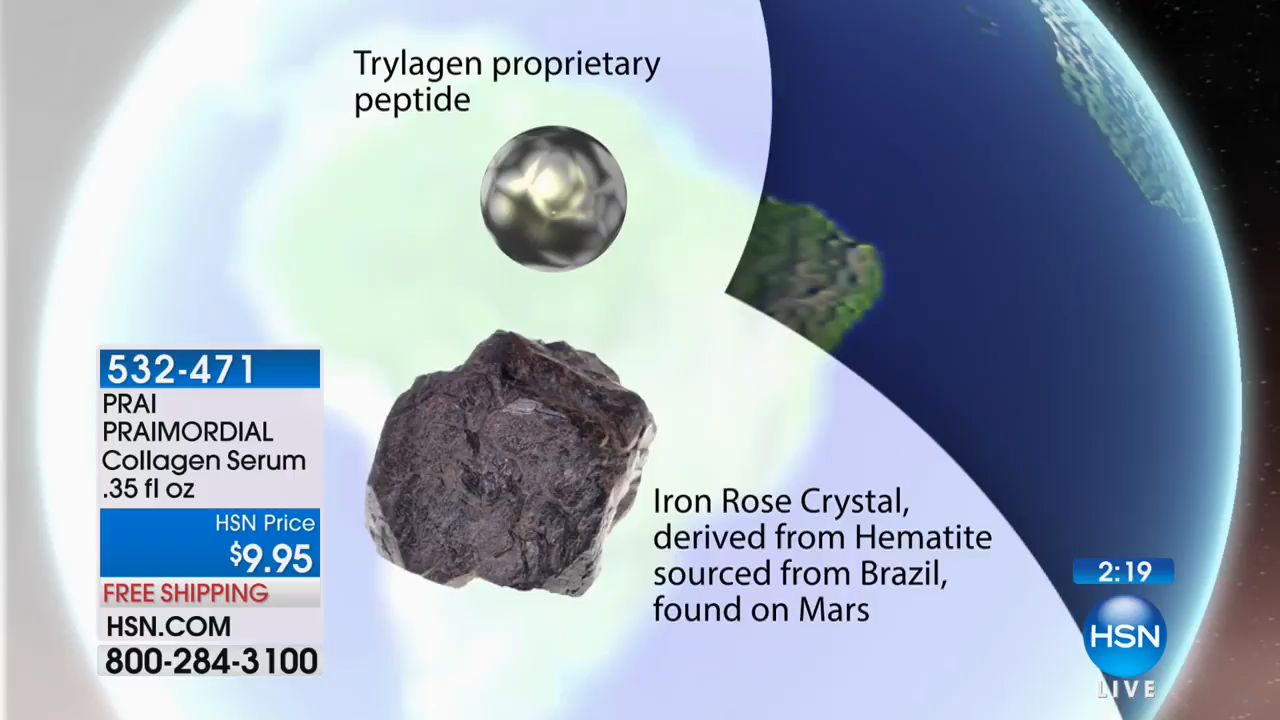 Trylagen proprietary
peptide
532-471
PRAI
PRAIMORDIAL
Collagen Serum
.35 fl oz
HSN Price
$9.95
FREE SHIPPING
HSN.COM
800-284-3100
Iron Rose Crystal,
derived from Hematite
sourced from Brazil,
found on Mars
2:19
HSN
LIVE